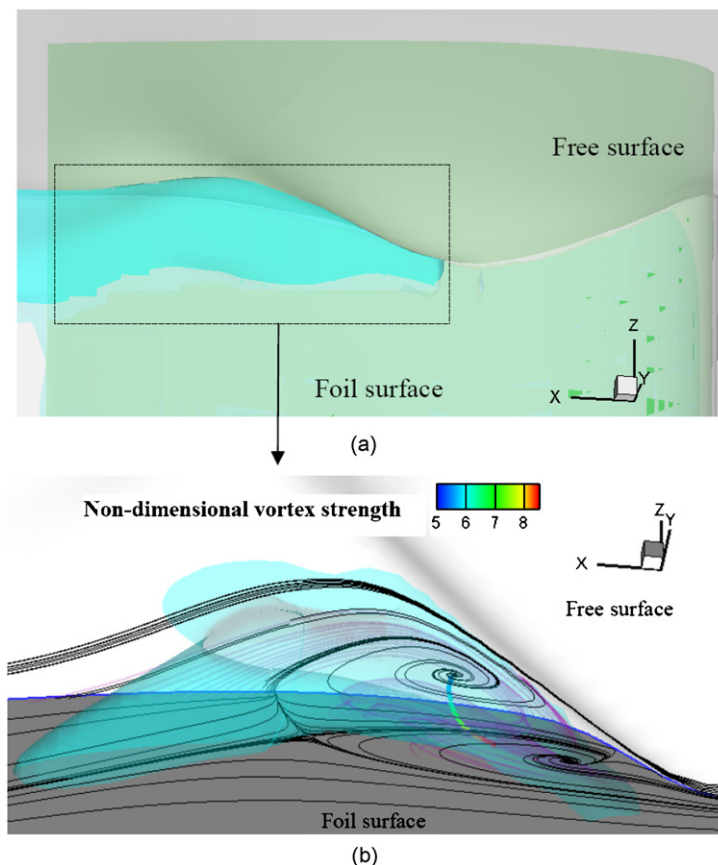 Free surface
Z
Y
X
Foil surface
(a)
Non-dimensional vortex strength
5 6 7 8
Z
Y
X
Free surface
Foil surface
(b)